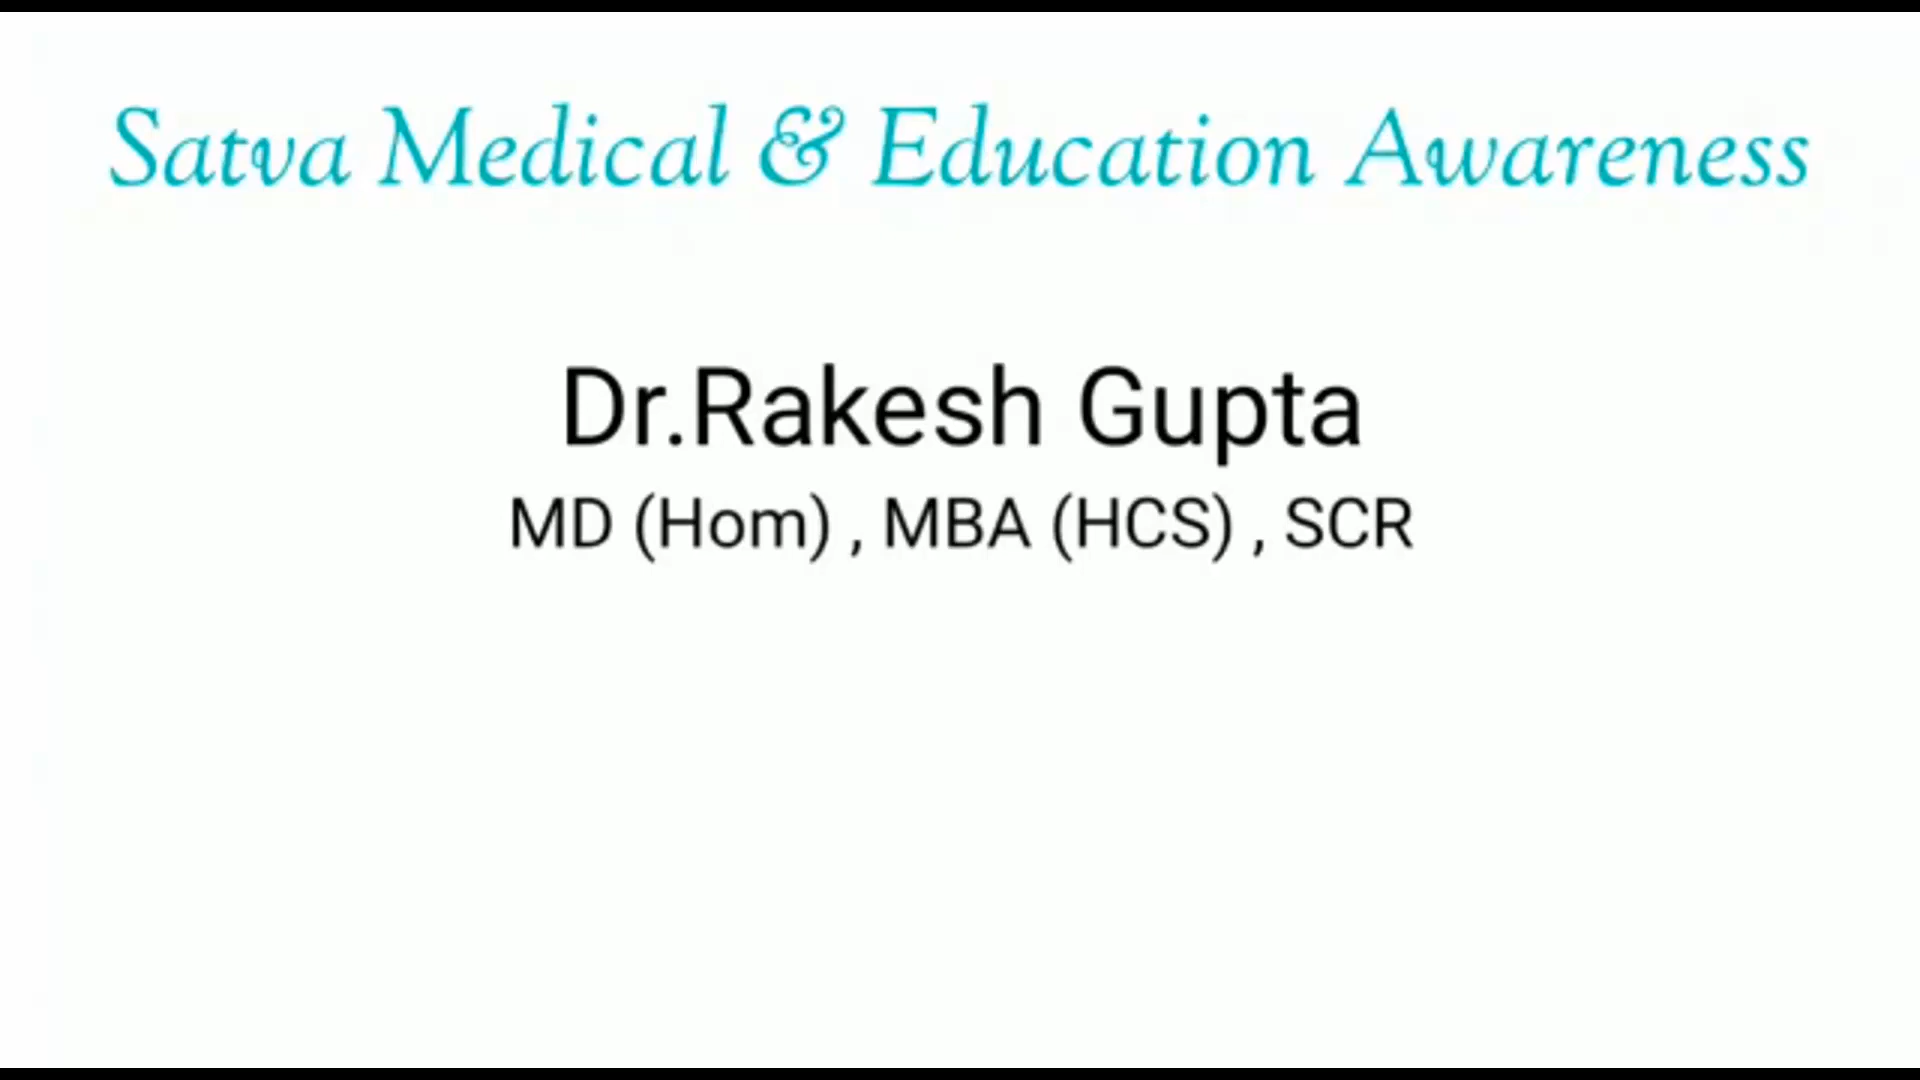 Satva Medical & Education Awareness
Dr.Rakesh Gupta
MD (Hom) , MBA (HCS) , SCR